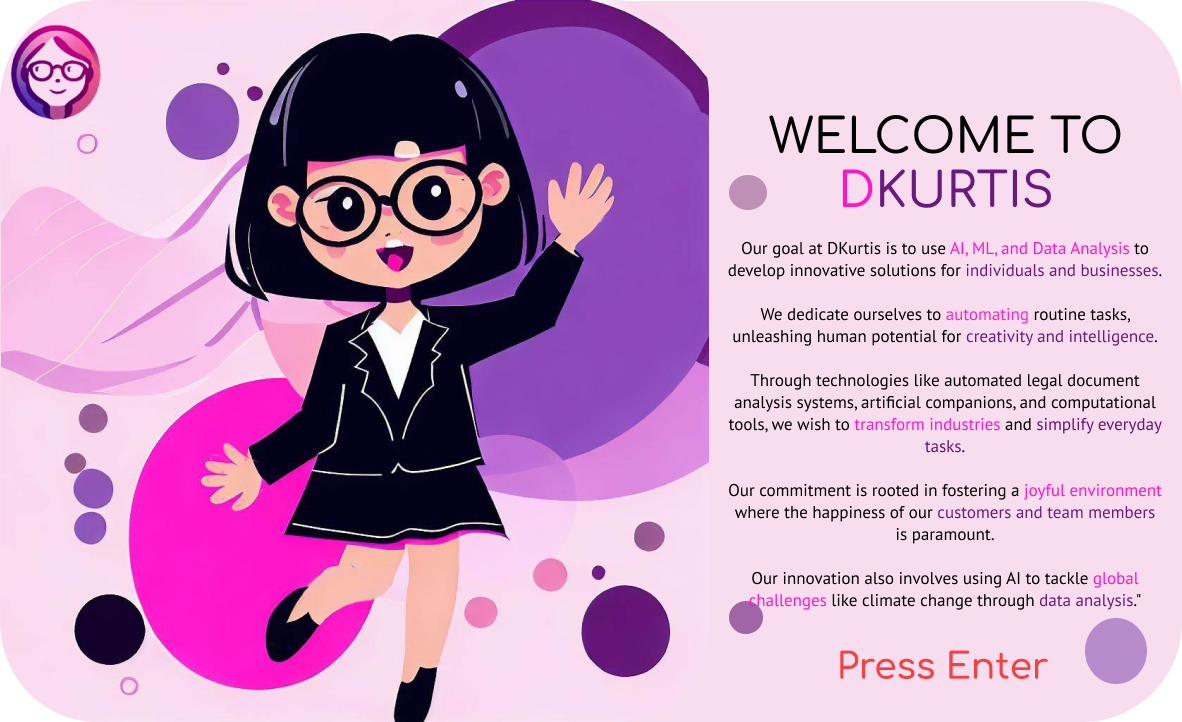 WELCOME TO
DKURTIS
Our goal at DKurtis is to use AI, ML, and Data Analysis to
develop innovative solutions for individuals and businesses.
We dedicate ourselves to automating routine tasks,
unleashing human potential for creativity and intelligence.
Through technologies like automated legal document
analysis systems, artificial companions, and computational
tools, we wish to transform industries and simplify everyday
tasks.
Our commitment is rooted in fostering a joyful environment
where the happiness of our customers and team members
is paramount.
Our innovation also involves using AI to tackle global
challenges like climate change through data analysis."
Press Enter